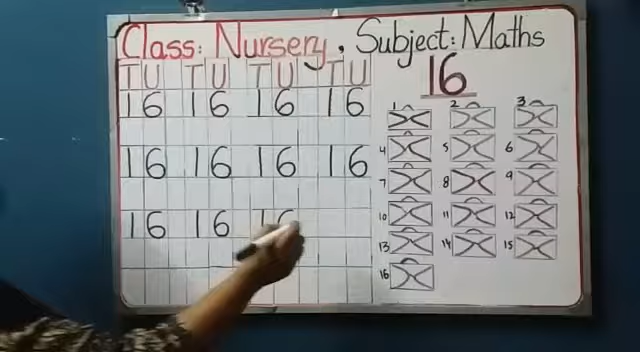 Class: Nursery, Subject: Maths
T U T U T U T U
16 16 16 16
16 16 16 16
16 16 16
16
1 2 3
4 5 6
7 8 9
10 11 12
13 14 15
16